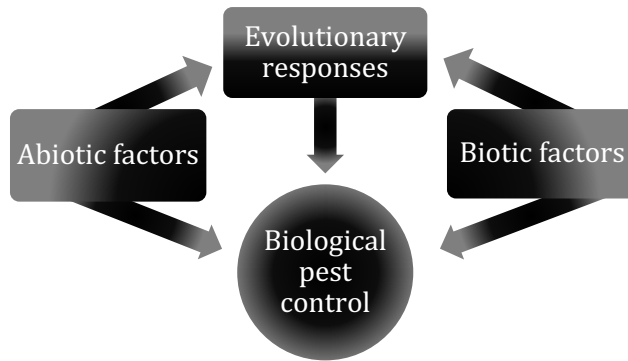 Evolutionary
responses
Abiotic factors
Biotic factors
Biological
pest
control